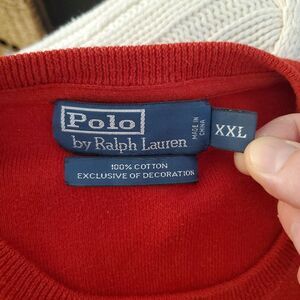 Polo
by Ralph Lauren
MADE IN
CHINA
XXL
100% COTTON
EXCLUSIVE OF DECORATION